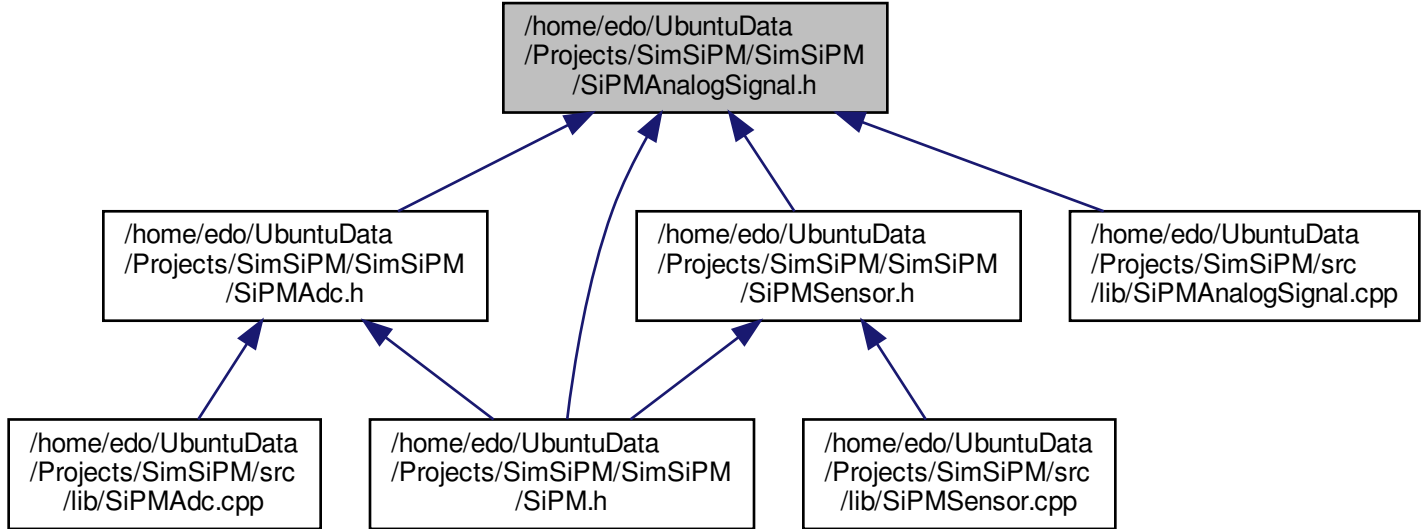 /home/edo/UbuntuData
/Projects/SimSiPM/SimSiPM
/SiPMAnalogSignal.h
/home/edo/UbuntuData
/Projects/SimSiPM/SimSiPM
/SiPMAdc.h
/home/edo/UbuntuData
/Projects/SimSiPM/SimSiPM
/SiPMSensor.h
/home/edo/UbuntuData
/Projects/SimSiPM/src
/lib/SiPMAnalogSignal.cpp
/home/edo/UbuntuData
/Projects/SimSiPM/src
/lib/SiPMAdc.cpp
/home/edo/UbuntuData
/Projects/SimSiPM/SimSiPM
/SiPM.h
/home/edo/UbuntuData
/Projects/SimSiPM/src
/lib/SiPMSensor.cpp